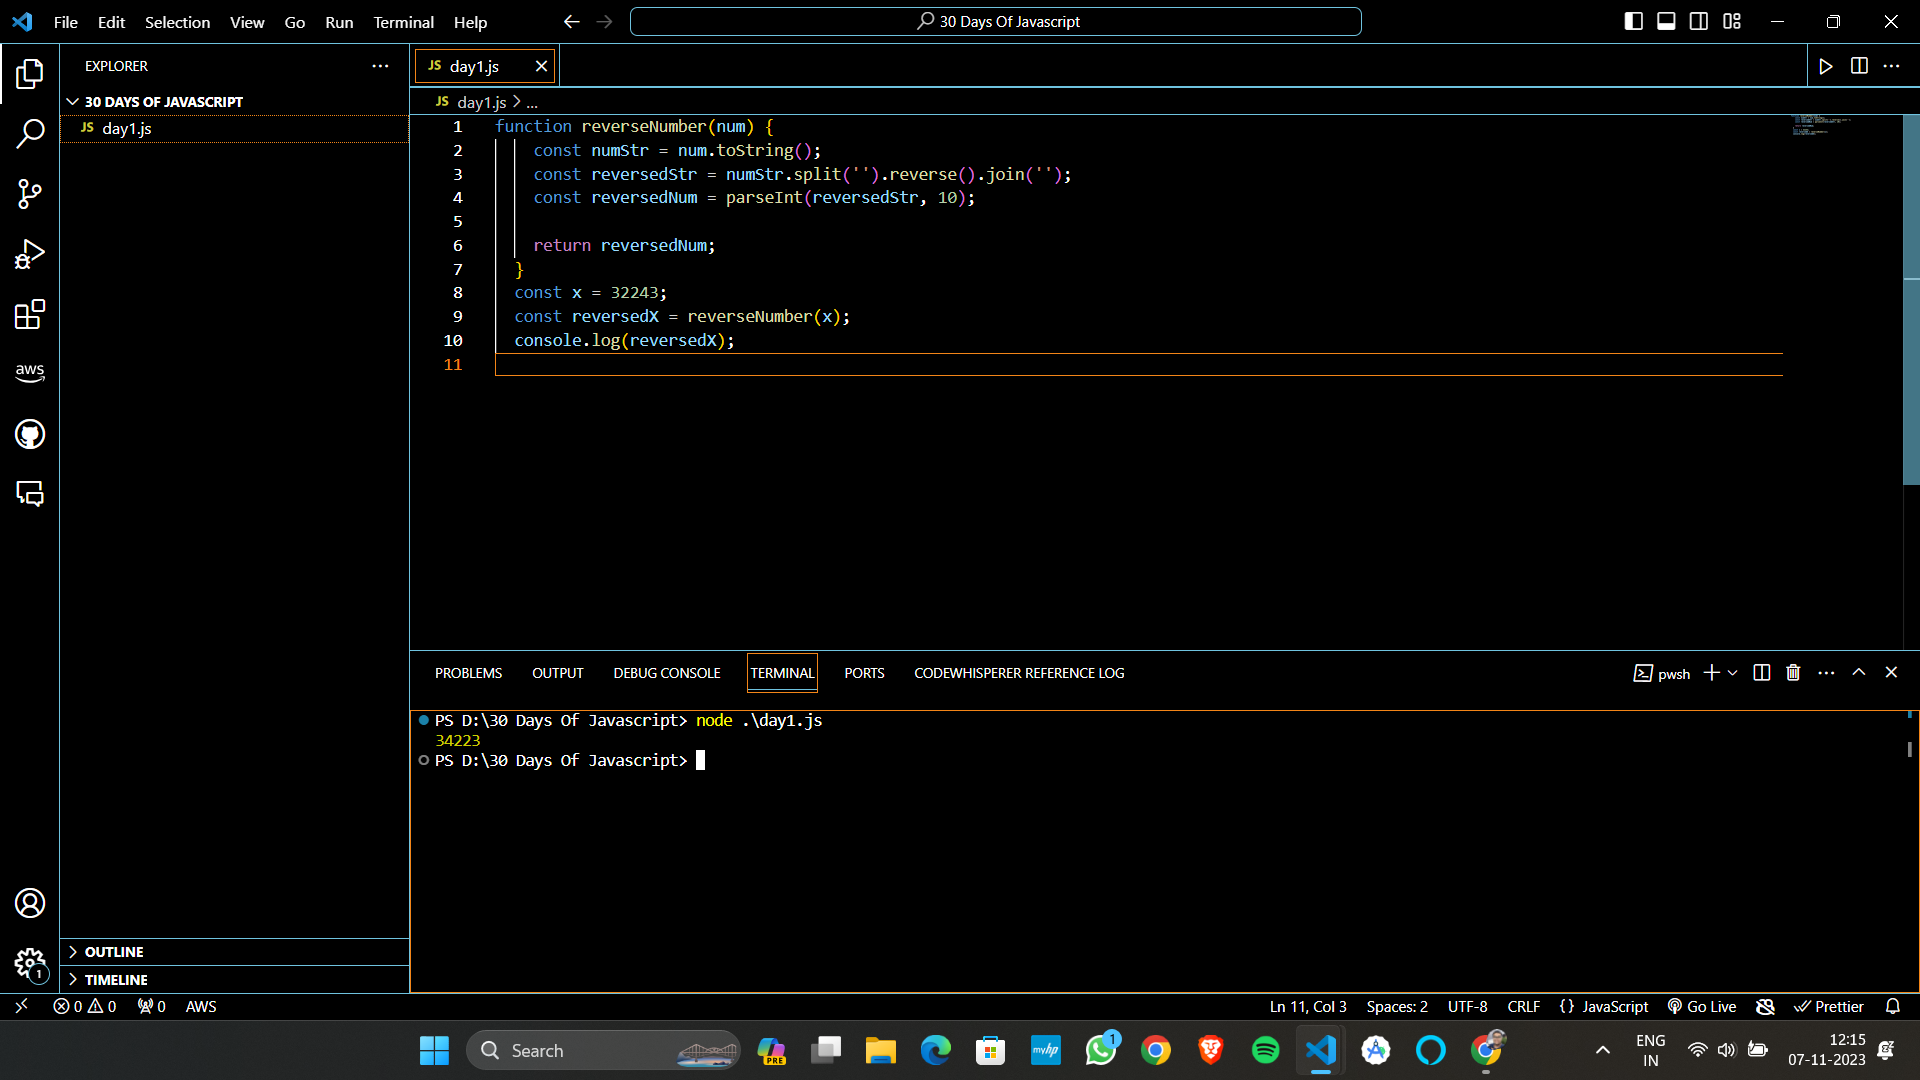 File Edit Selection View Go Run Terminal Help
30 Days Of Javascript
EXPLORER
30 DAYS OF JAVASCRIPT
JS day1.js
aws
OUTLINE
TIMELINE
1
JS day1.js
JS day1.js > ...
1 function reverseNumber(num) {
2 const numStr = num.toString();
3 const reversedStr = numStr.split('').reverse().join('');
4 const reversedNum = parseInt(reversedStr, 10);
5
6 return reversedNum;
7 }
8 const x = 32243;
9 const reversedX = reverseNumber(x);
10 console.log(reversedX);
11
PROBLEMS OUTPUT DEBUG CONSOLE TERMINAL PORTS CODEWHISPERER REFERENCE LOG
pwsh
PS D:\30 Days Of Javascript> node .\day1.js
34223
PS D:\30 Days Of Javascript>
0 0 0 AWS
Ln 11, Col 3 Spaces: 2 UTF-8 CRLF {} JavaScript Go Live Prettier
Search
PRE
myhp
1
ENG
IN
12:15
07-11-2023